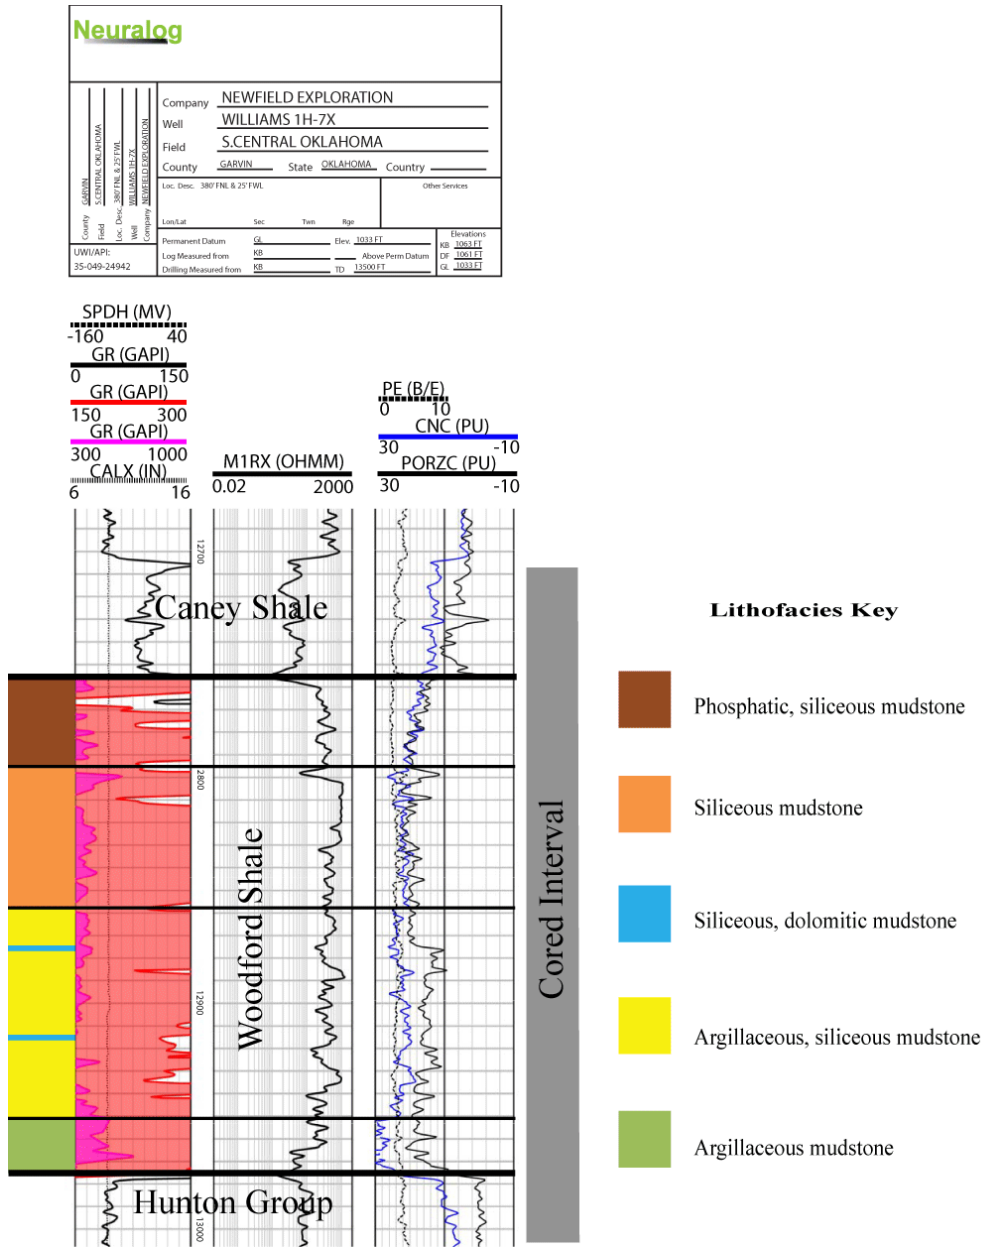 Neuralog
Company NEWFIELD EXPLORATION
Well WILLIAMS 1H-7X
Field S.CENTRAL OKLAHOMA
County GARVIN State OKLAHOMA Country
County GARVIN
Field S.CENTRAL OKLAHOMA
Loc. Desc. 380' FNL & 25' FWL
Well WILLIAMS 1H-7X
Company NEWFIELD EXPLORATION
UWI/API:
35-049-24942
Loc. Desc. 380' FNL & 25' FWL
Other Services
Lon/Lat Sec Twn Rge
Permanent Datum GL Elev. 1033 FT
Log Measured from KB Above Perm Datum
Drilling Measured from KB TD 13500 FT
Elevations
KB 1063 FT
DF 1061 FT
GL 1033 FT
SPDH (MV)
-160 40
GR (GAPI)
0 150
GR (GAPI)
150 300
GR (GAPI)
300 1000
CALX (IN)
6 16
M1RX (OHMM)
0.02 2000
PE (B/E)
0 10
CNC (PU)
30 -10
PORZC (PU)
30 -10
12700
Caney Shale
2800
Woodford Shale
12900
Hunton Group
13000
Cored Interval
Lithofacies Key
Phosphatic, siliceous mudstone
Siliceous mudstone
Siliceous, dolomitic mudstone
Argillaceous, siliceous mudstone
Argillaceous mudstone